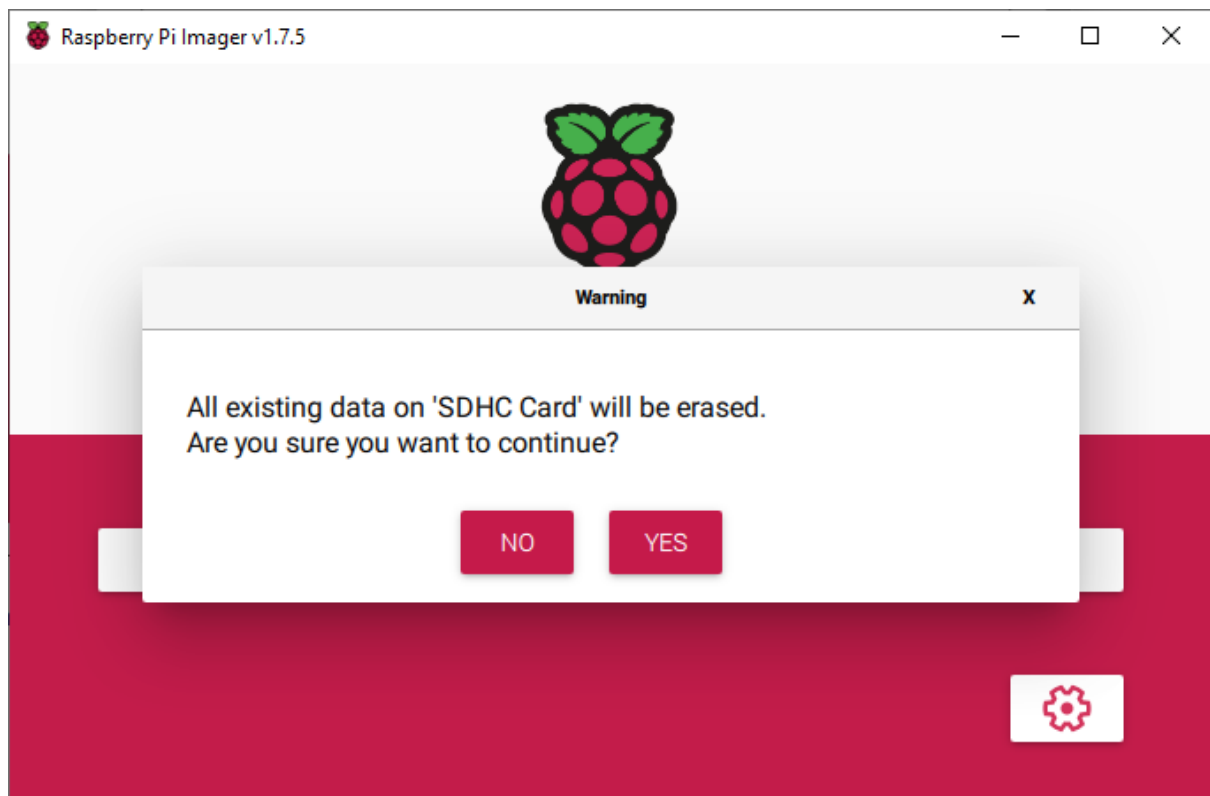 Raspberry Pi Imager v1.7.5
Warning
X
All existing data on 'SDHC Card' will be erased.
Are you sure you want to continue?
NO
YES